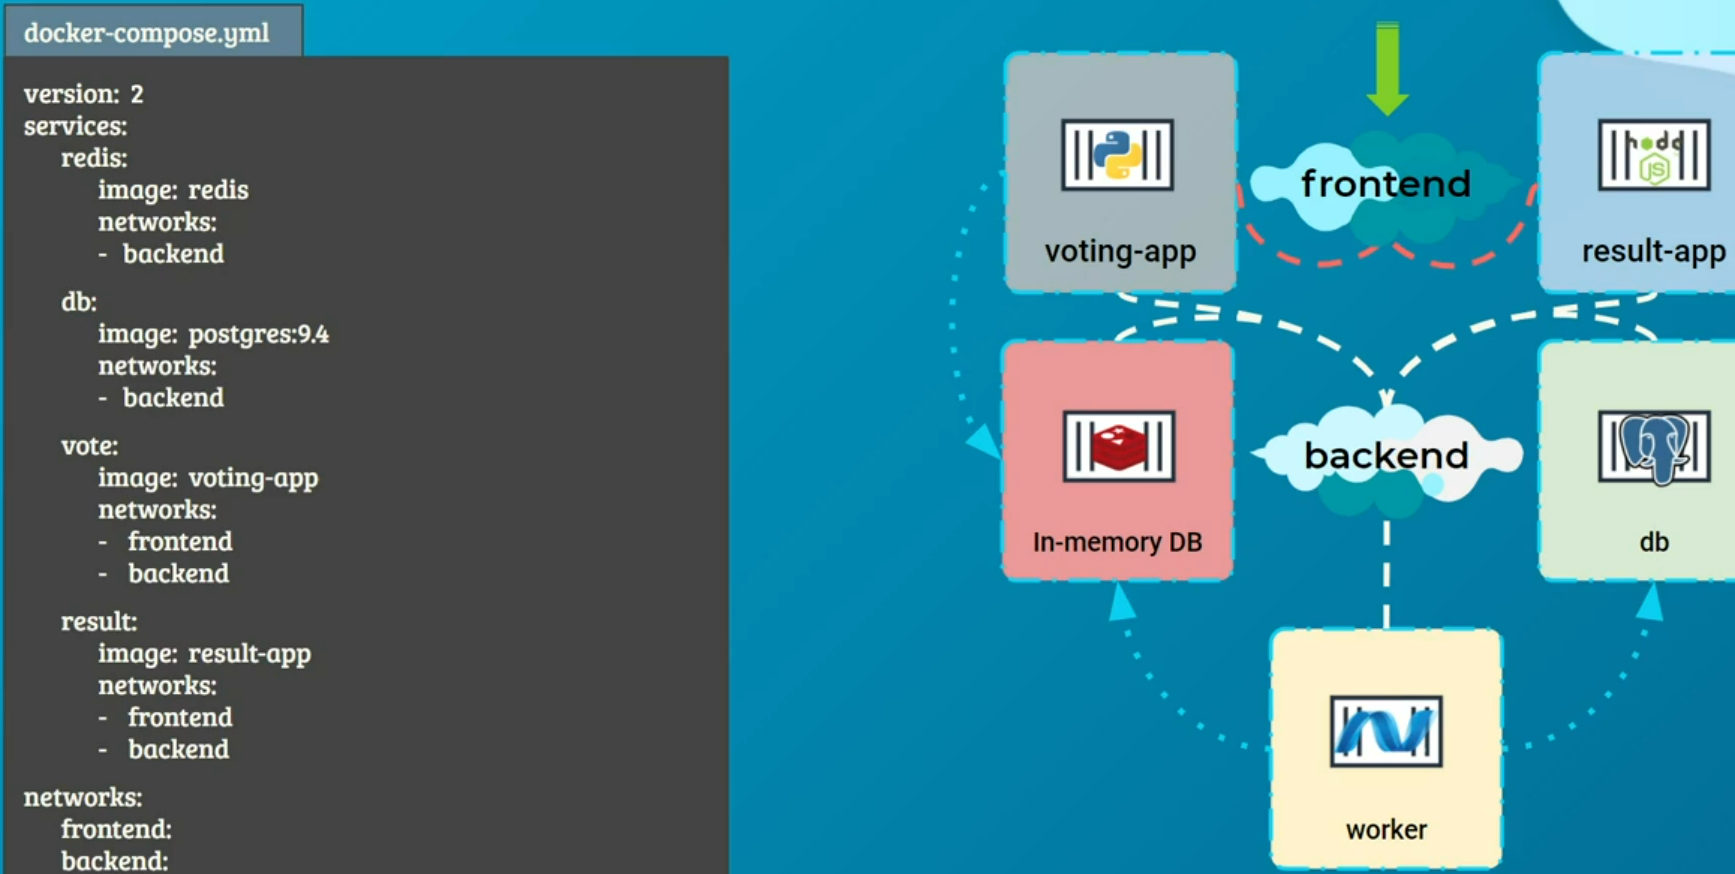 docker-compose.yml
version: 2
services:
redis:
image: redis
networks:
- backend
db:
image: postgres:9.4
networks:
- backend
vote:
image: voting-app
networks:
- frontend
- backend
result:
image: result-app
networks:
- frontend
- backend
networks:
frontend:
backend:
voting-app
frontend
node
JS
result-app
In-memory DB
backend
db
worker